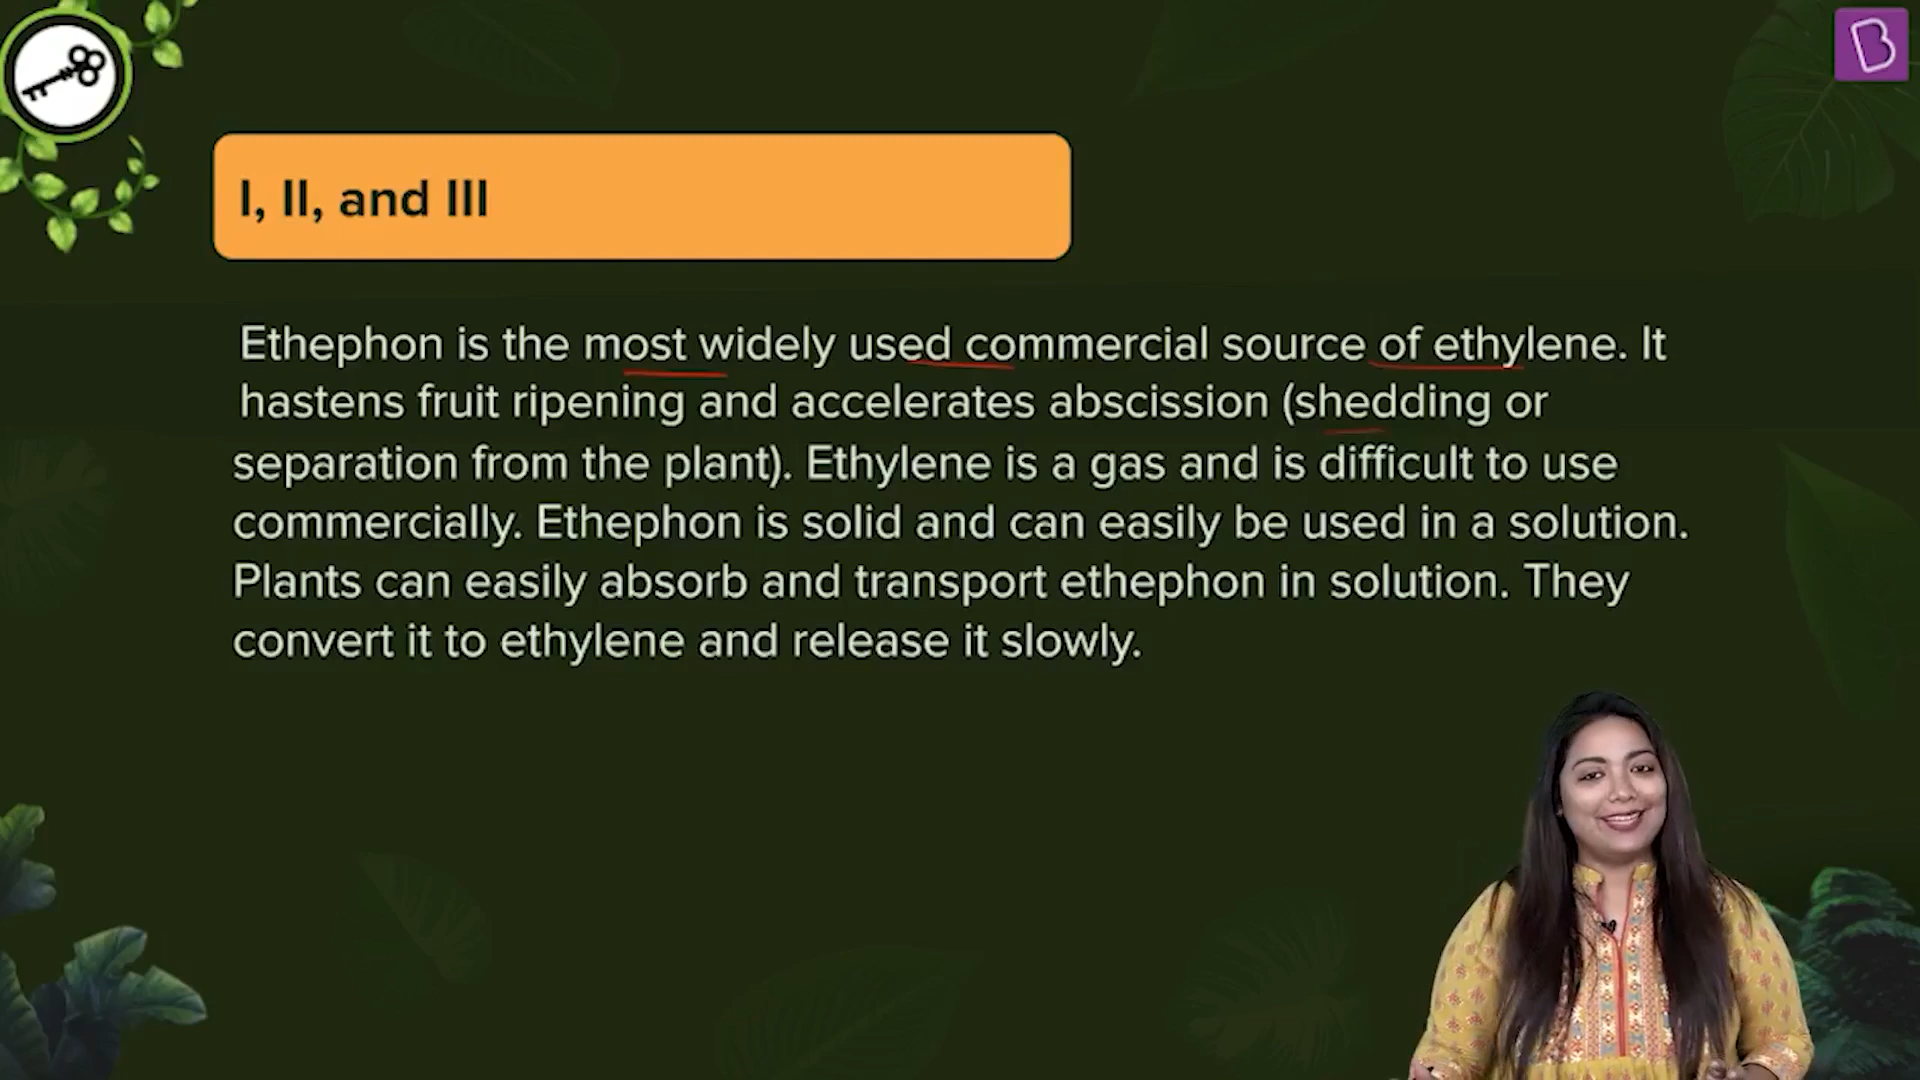 I, II, and III
Ethephon is the most widely used commercial source of ethylene. It
hastens fruit ripening and accelerates abscission (shedding or
separation from the plant). Ethylene is a gas and is difficult to use
commercially. Ethephon is solid and can easily be used in a solution.
Plants can easily absorb and transport ethephon in solution. They
convert it to ethylene and release it slowly.
B